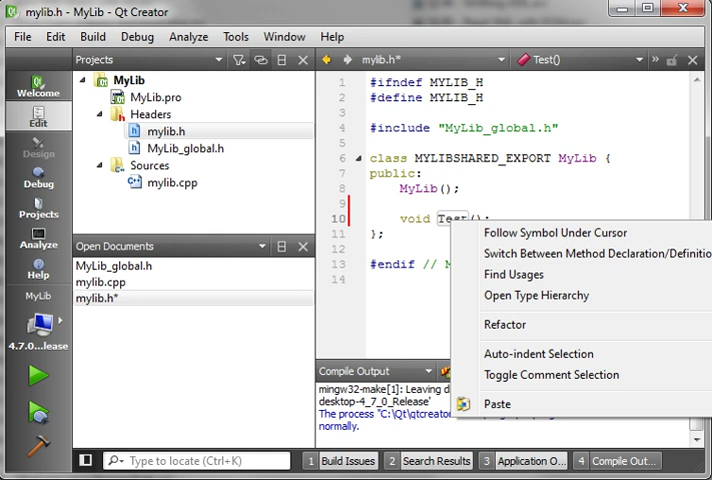 mylib.h - MyLib - Qt Creator
File Edit Build Debug Analyze Tools Window Help
Projects
mylib.h*
Test()
Welcome
Edit
Design
Debug
Projects
Analyze
Help
MyLib
4.7.0...lease
MyLib
MyLib.pro
Headers
mylib.h
MyLib_global.h
Sources
mylib.cpp
Open Documents
MyLib_global.h
mylib.cpp
mylib.h*
1 #ifndef MYLIB_H
2 #define MYLIB_H
3
4 #include "MyLib_global.h"
5
6 class MYLIBSHARED_EXPORT MyLib {
7 public:
8 MyLib();
9
10 void Test();
11 };
12
13 #endif // M
14
Follow Symbol Under Cursor
Switch Between Method Declaration/Definitio
Find Usages
Open Type Hierarchy
Refactor
Auto-indent Selection
Toggle Comment Selection
Paste
Compile Output
mingw32-make[1]: Leaving d
desktop-4_7_0_Release'
The process "C:\Qt\qtcreator
normally.
Type to locate (Ctrl+K)
1 Build Issues
2 Search Results
3 Application O...
4 Compile Out...